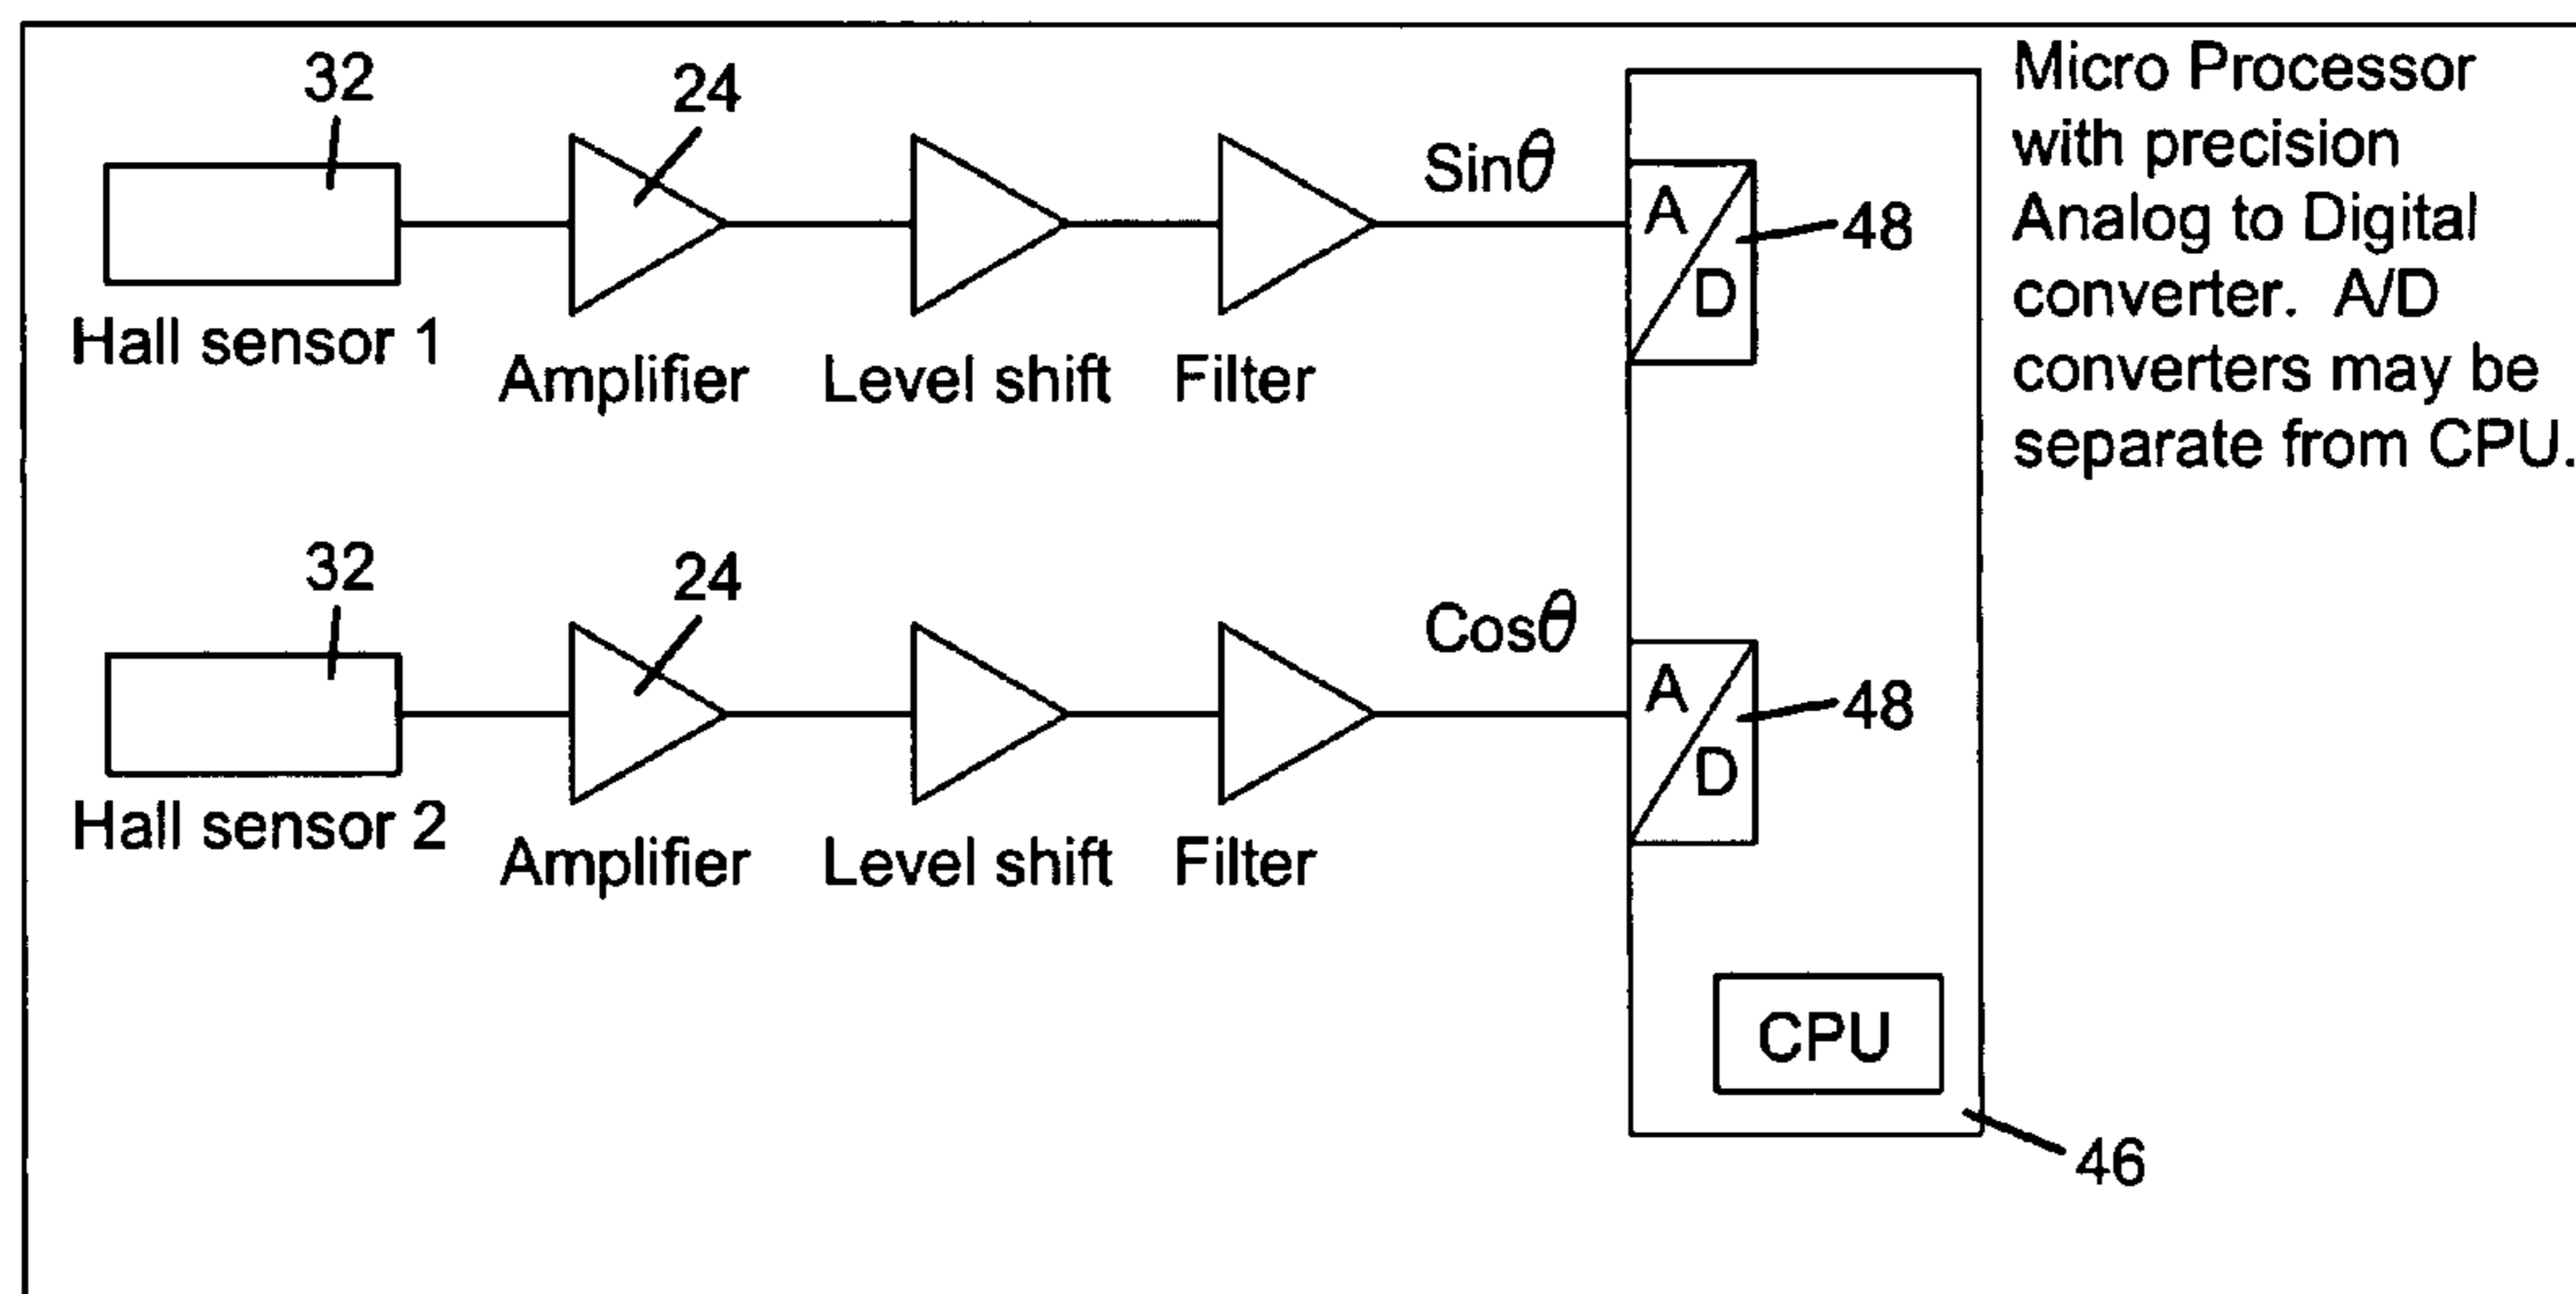 32
24
Sinθ
A
D
48
Hall sensor 1
Amplifier
Level shift
Filter
Micro Processor
with precision
Analog to Digital
converter. A/D
converters may be
separate from CPU.
32
24
Cosθ
A
D
48
Hall sensor 2
Amplifier
Level shift
Filter
CPU
46